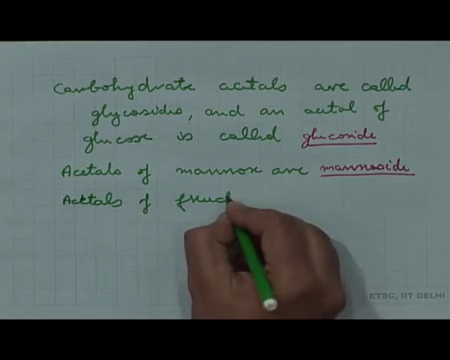 Carbohydrate acetals are called
glycosides, and an acetal of
glucose is called glucoside
Acetals of mannose are mannoside
Acetals of fruct
ETSC, IIT DELHI